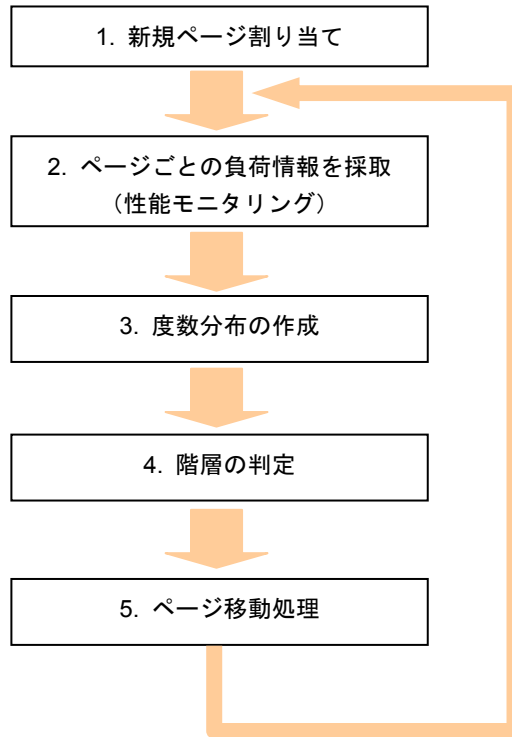 1. 新規ページ割り当て
2. ページごとの負荷情報を採取
（性能モニタリング）
3. 度数分布の作成
4. 階層の判定
5. ページ移動処理